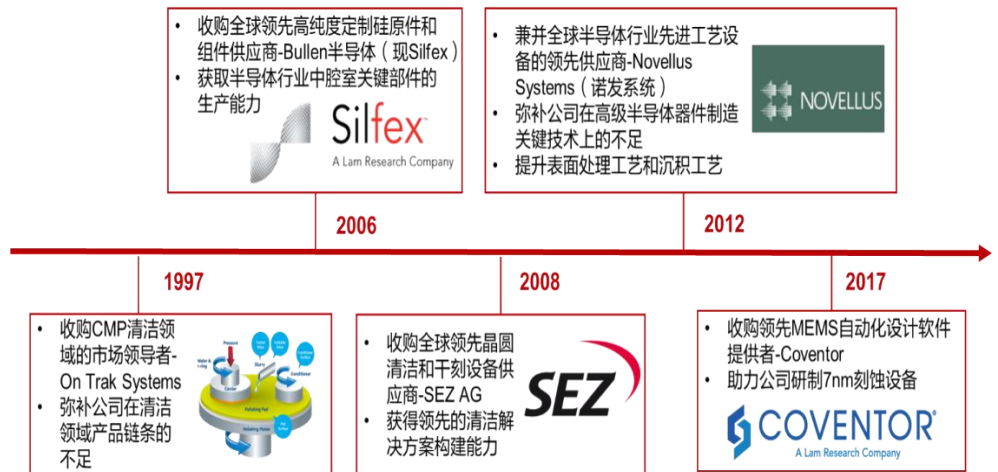 • 收购全球领先高纯度定制硅原件和
组件供应商-Bullen半导体（现Silfex）
• 获取半导体行业中腔室关键部件的
生产能力
Silfex
A Lam Research Company
• 兼并全球半导体行业先进工艺设
备的领先供应商-Novellus
Systems（诺发系统）
• 弥补公司在高级半导体器件制造
关键技术上的不足
• 提升表面处理工艺和沉积工艺
NOVELLUS
2006
2012
1997
2008
2017
• 收购CMP清洁领
域的市场领导者-
On Trak Systems
• 弥补公司在清洁
领域产品链条的
不足
Pressure
Carrier
Slurry
Conditioner
Polishing Pad
Polishing Platen
• 收购全球领先晶圆
清洁和干刻设备供
应商-SEZ AG
• 获得领先的清洁解
决方案构建能力
SEZ
• 收购领先MEMS自动化设计软件
提供者-Coventor
• 助力公司研制7nm刻蚀设备
COVENTOR®
A Lam Research Company